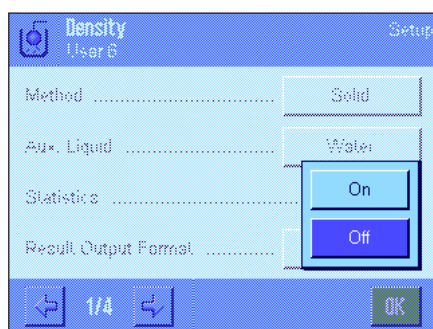 Density
Setup
User 6
Method .................................... Solid
Aux. Liquid .............................. Water
Statistics ................................
On
Off
Result Output Format ..............
1/4
OK